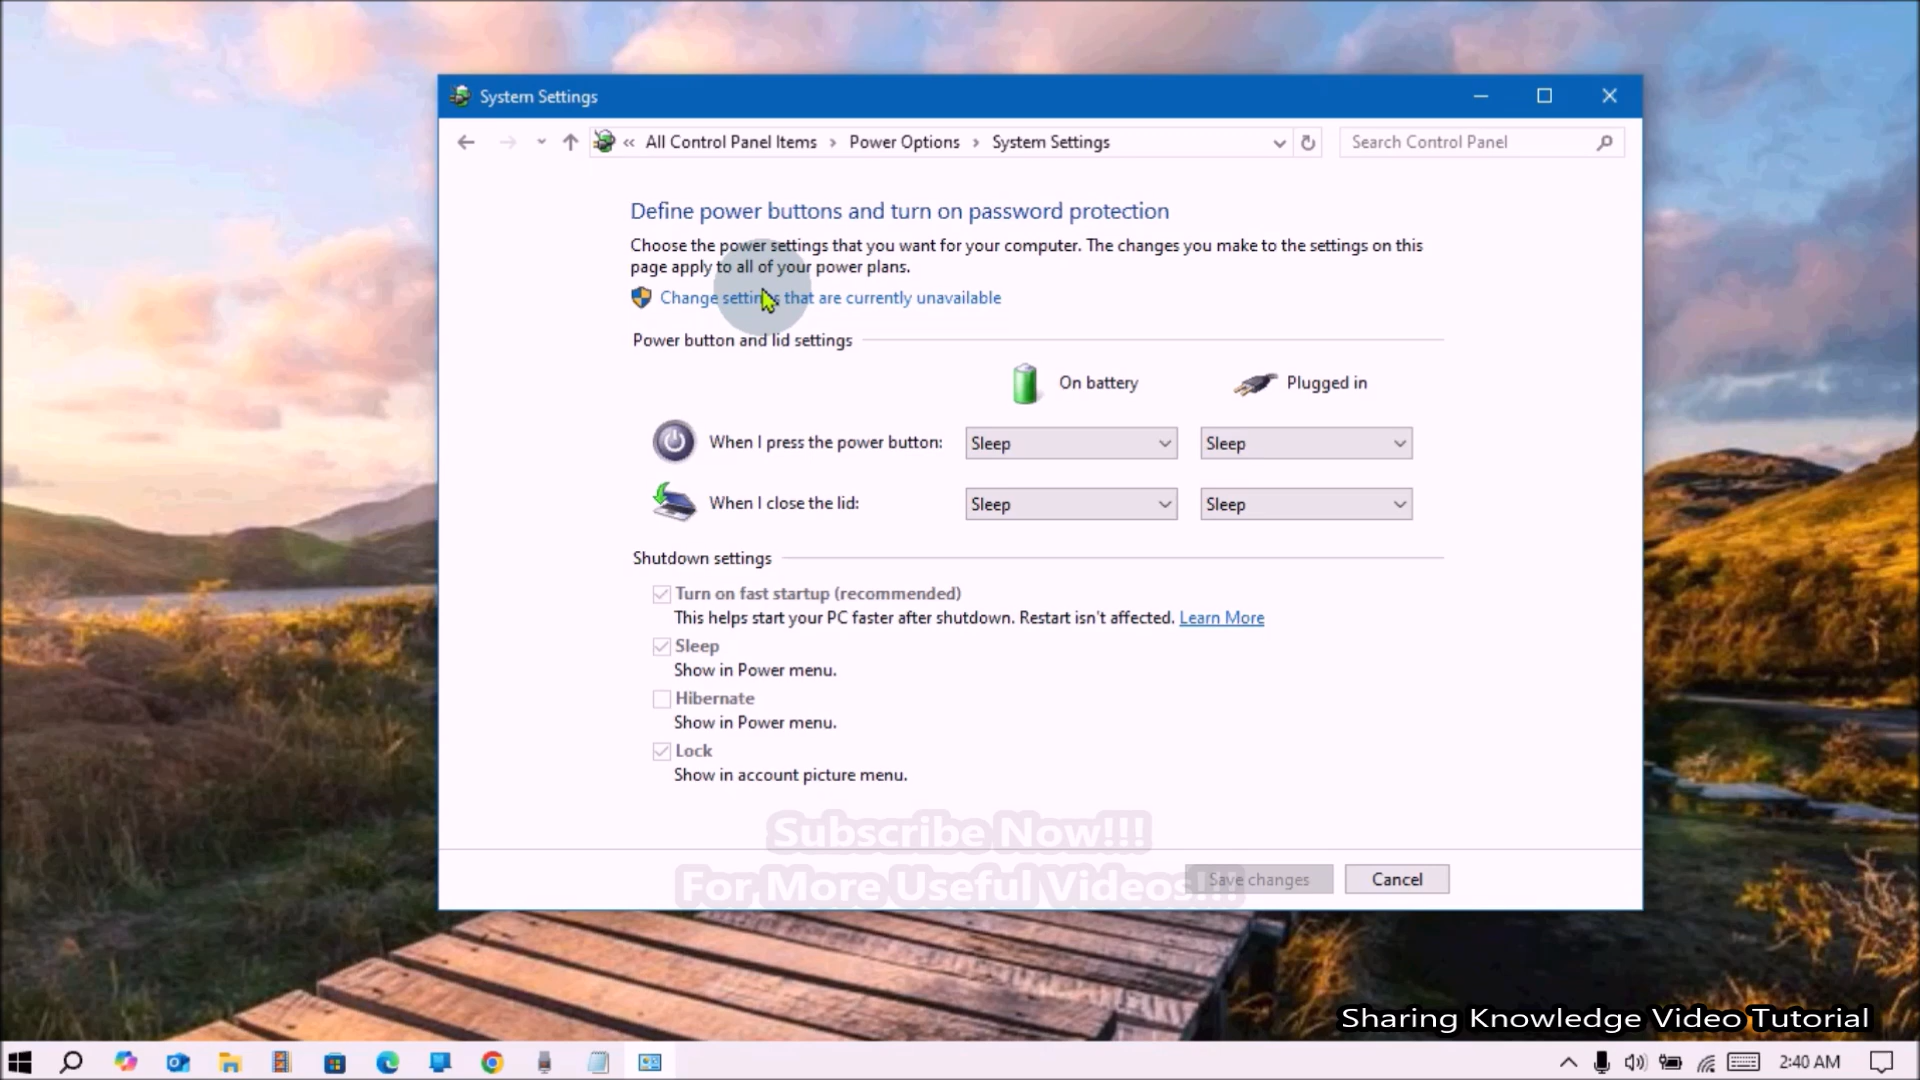 System Settings
« All Control Panel Items › Power Options › System Settings
Search Control Panel
Define power buttons and turn on password protection
Choose the power settings that you want for your computer. The changes you make to the settings on this
page apply to all of your power plans.
Change settings that are currently unavailable
Power button and lid settings
On battery
Plugged in
When I press the power button:
Sleep
Sleep
When I close the lid:
Sleep
Sleep
Shutdown settings
Turn on fast startup (recommended)
This helps start your PC faster after shutdown. Restart isn't affected. Learn More
Sleep
Show in Power menu.
Hibernate
Show in Power menu.
Lock
Show in account picture menu.
Subscribe Now!!!
For More Useful Videos!!!
Save changes
Cancel
Sharing Knowledge Video Tutorial
2:40 AM